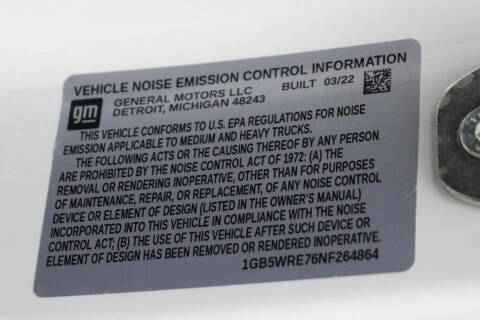 VEHICLE NOISE EMISSION CONTROL INFORMATION
gm
GENERAL MOTORS LLC BUILT 03/22
DETROIT, MICHIGAN 48243
THIS VEHICLE CONFORMS TO U.S. EPA REGULATIONS FOR NOISE
EMISSION APPLICABLE TO MEDIUM AND HEAVY TRUCKS.
THE FOLLOWING ACTS OR THE CAUSING THEREOF BY ANY PERSON
ARE PROHIBITED BY THE NOISE CONTROL ACT OF 1972: (A) THE
REMOVAL OR RENDERING INOPERATIVE, OTHER THAN FOR PURPOSES
OF MAINTENANCE, REPAIR, OR REPLACEMENT, OF ANY NOISE CONTROL
DEVICE OR ELEMENT OF DESIGN (LISTED IN THE OWNER'S MANUAL)
INCORPORATED INTO THIS VEHICLE IN COMPLIANCE WITH THE NOISE
CONTROL ACT; (B) THE USE OF THIS VEHICLE AFTER SUCH DEVICE OR
ELEMENT OF DESIGN HAS BEEN REMOVED OR RENDERED INOPERATIVE.
1GB5WRE76NF264864